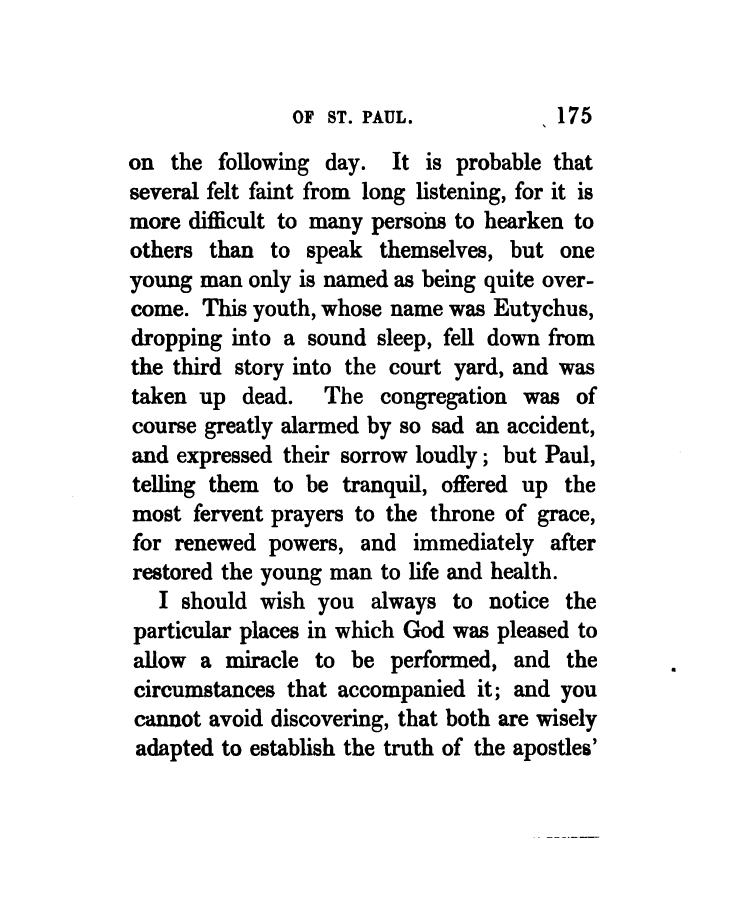 OF ST. PAUL. 175
on the following day. It is probable that
several felt faint from long listening, for it is
more difficult to many persons to hearken to
others than to speak themselves, but one
young man only is named as being quite over-
come. This youth, whose name was Eutychus,
dropping into a sound sleep, fell down from
the third story into the court yard, and was
taken up dead. The congregation was of
course greatly alarmed by so sad an accident,
and expressed their sorrow loudly; but Paul,
telling them to be tranquil, offered up the
most fervent prayers to the throne of grace,
for renewed powers, and immediately after
restored the young man to life and health.
I should wish you always to notice the
particular places in which God was pleased to
allow a miracle to be performed, and the
circumstances that accompanied it; and you
cannot avoid discovering, that both are wisely
adapted to establish the truth of the apostles'